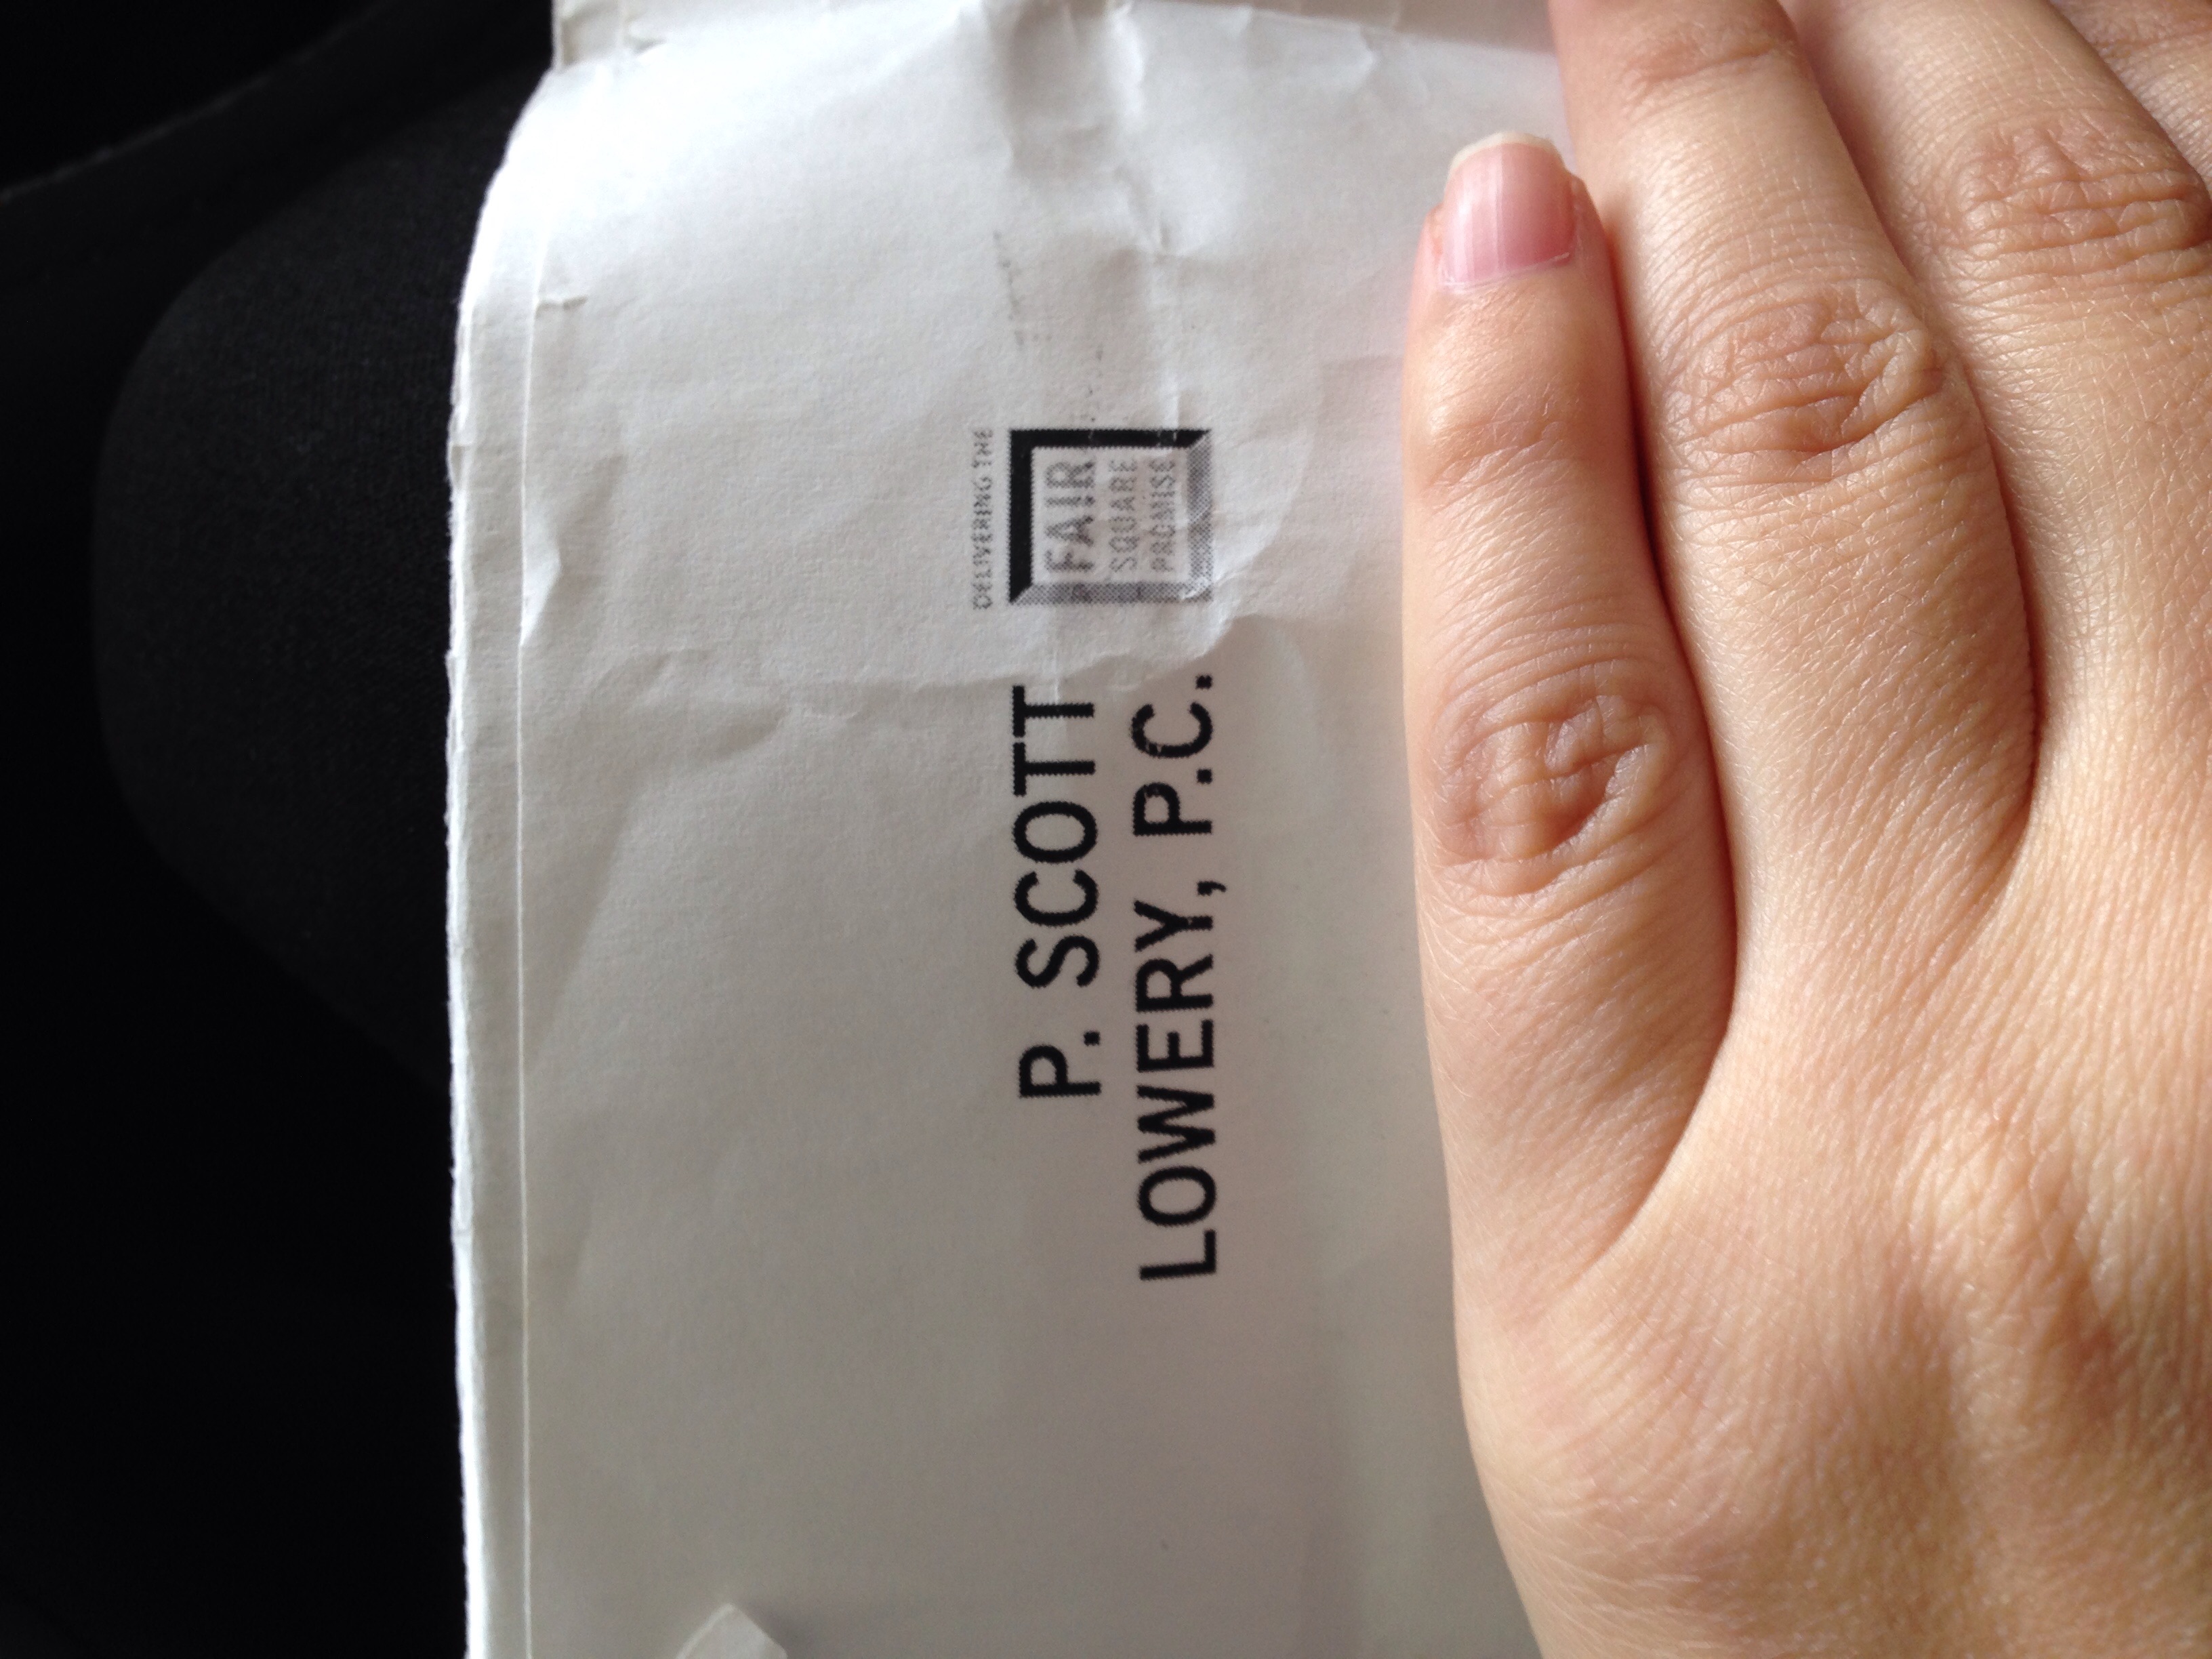 P. SCOTT
LOWERY, P.C.
DELIVERING THE
FAIR
SQUARE
PROMISE